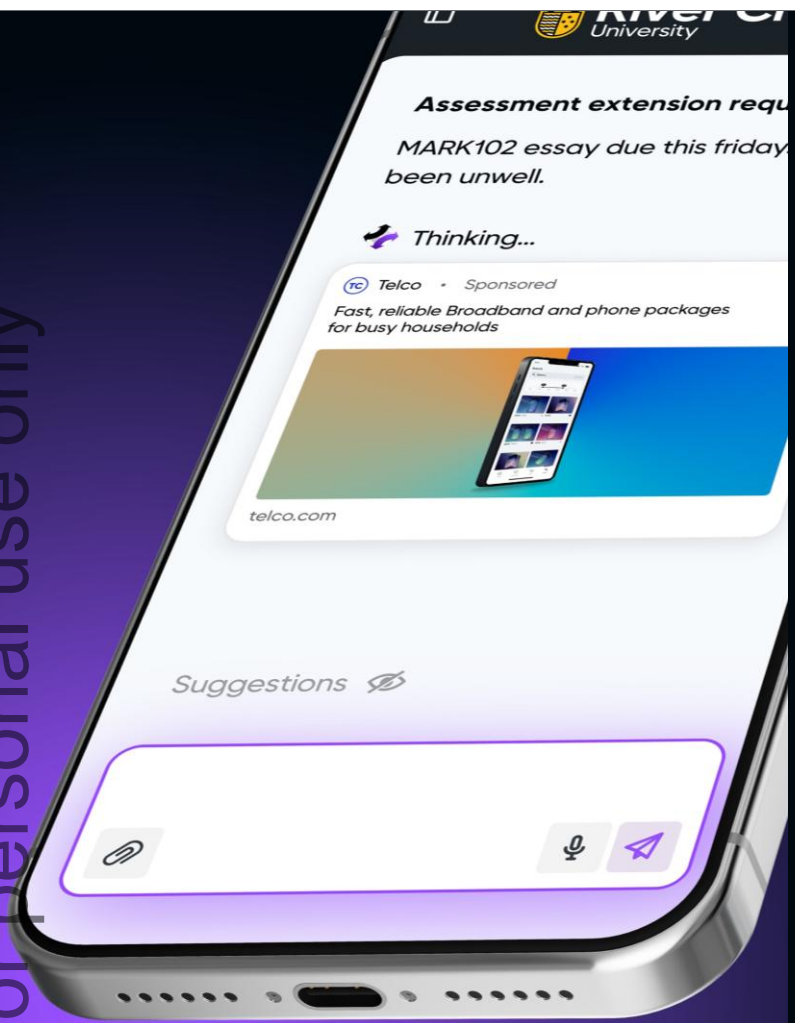 University
Assessment extension
MARK102 essay due this friday.
been unwell.
Thinking...
TC Telco • Sponsored
Fast, reliable Broadband and phone packages
for busy households
telco.com
Suggestions
personal use only